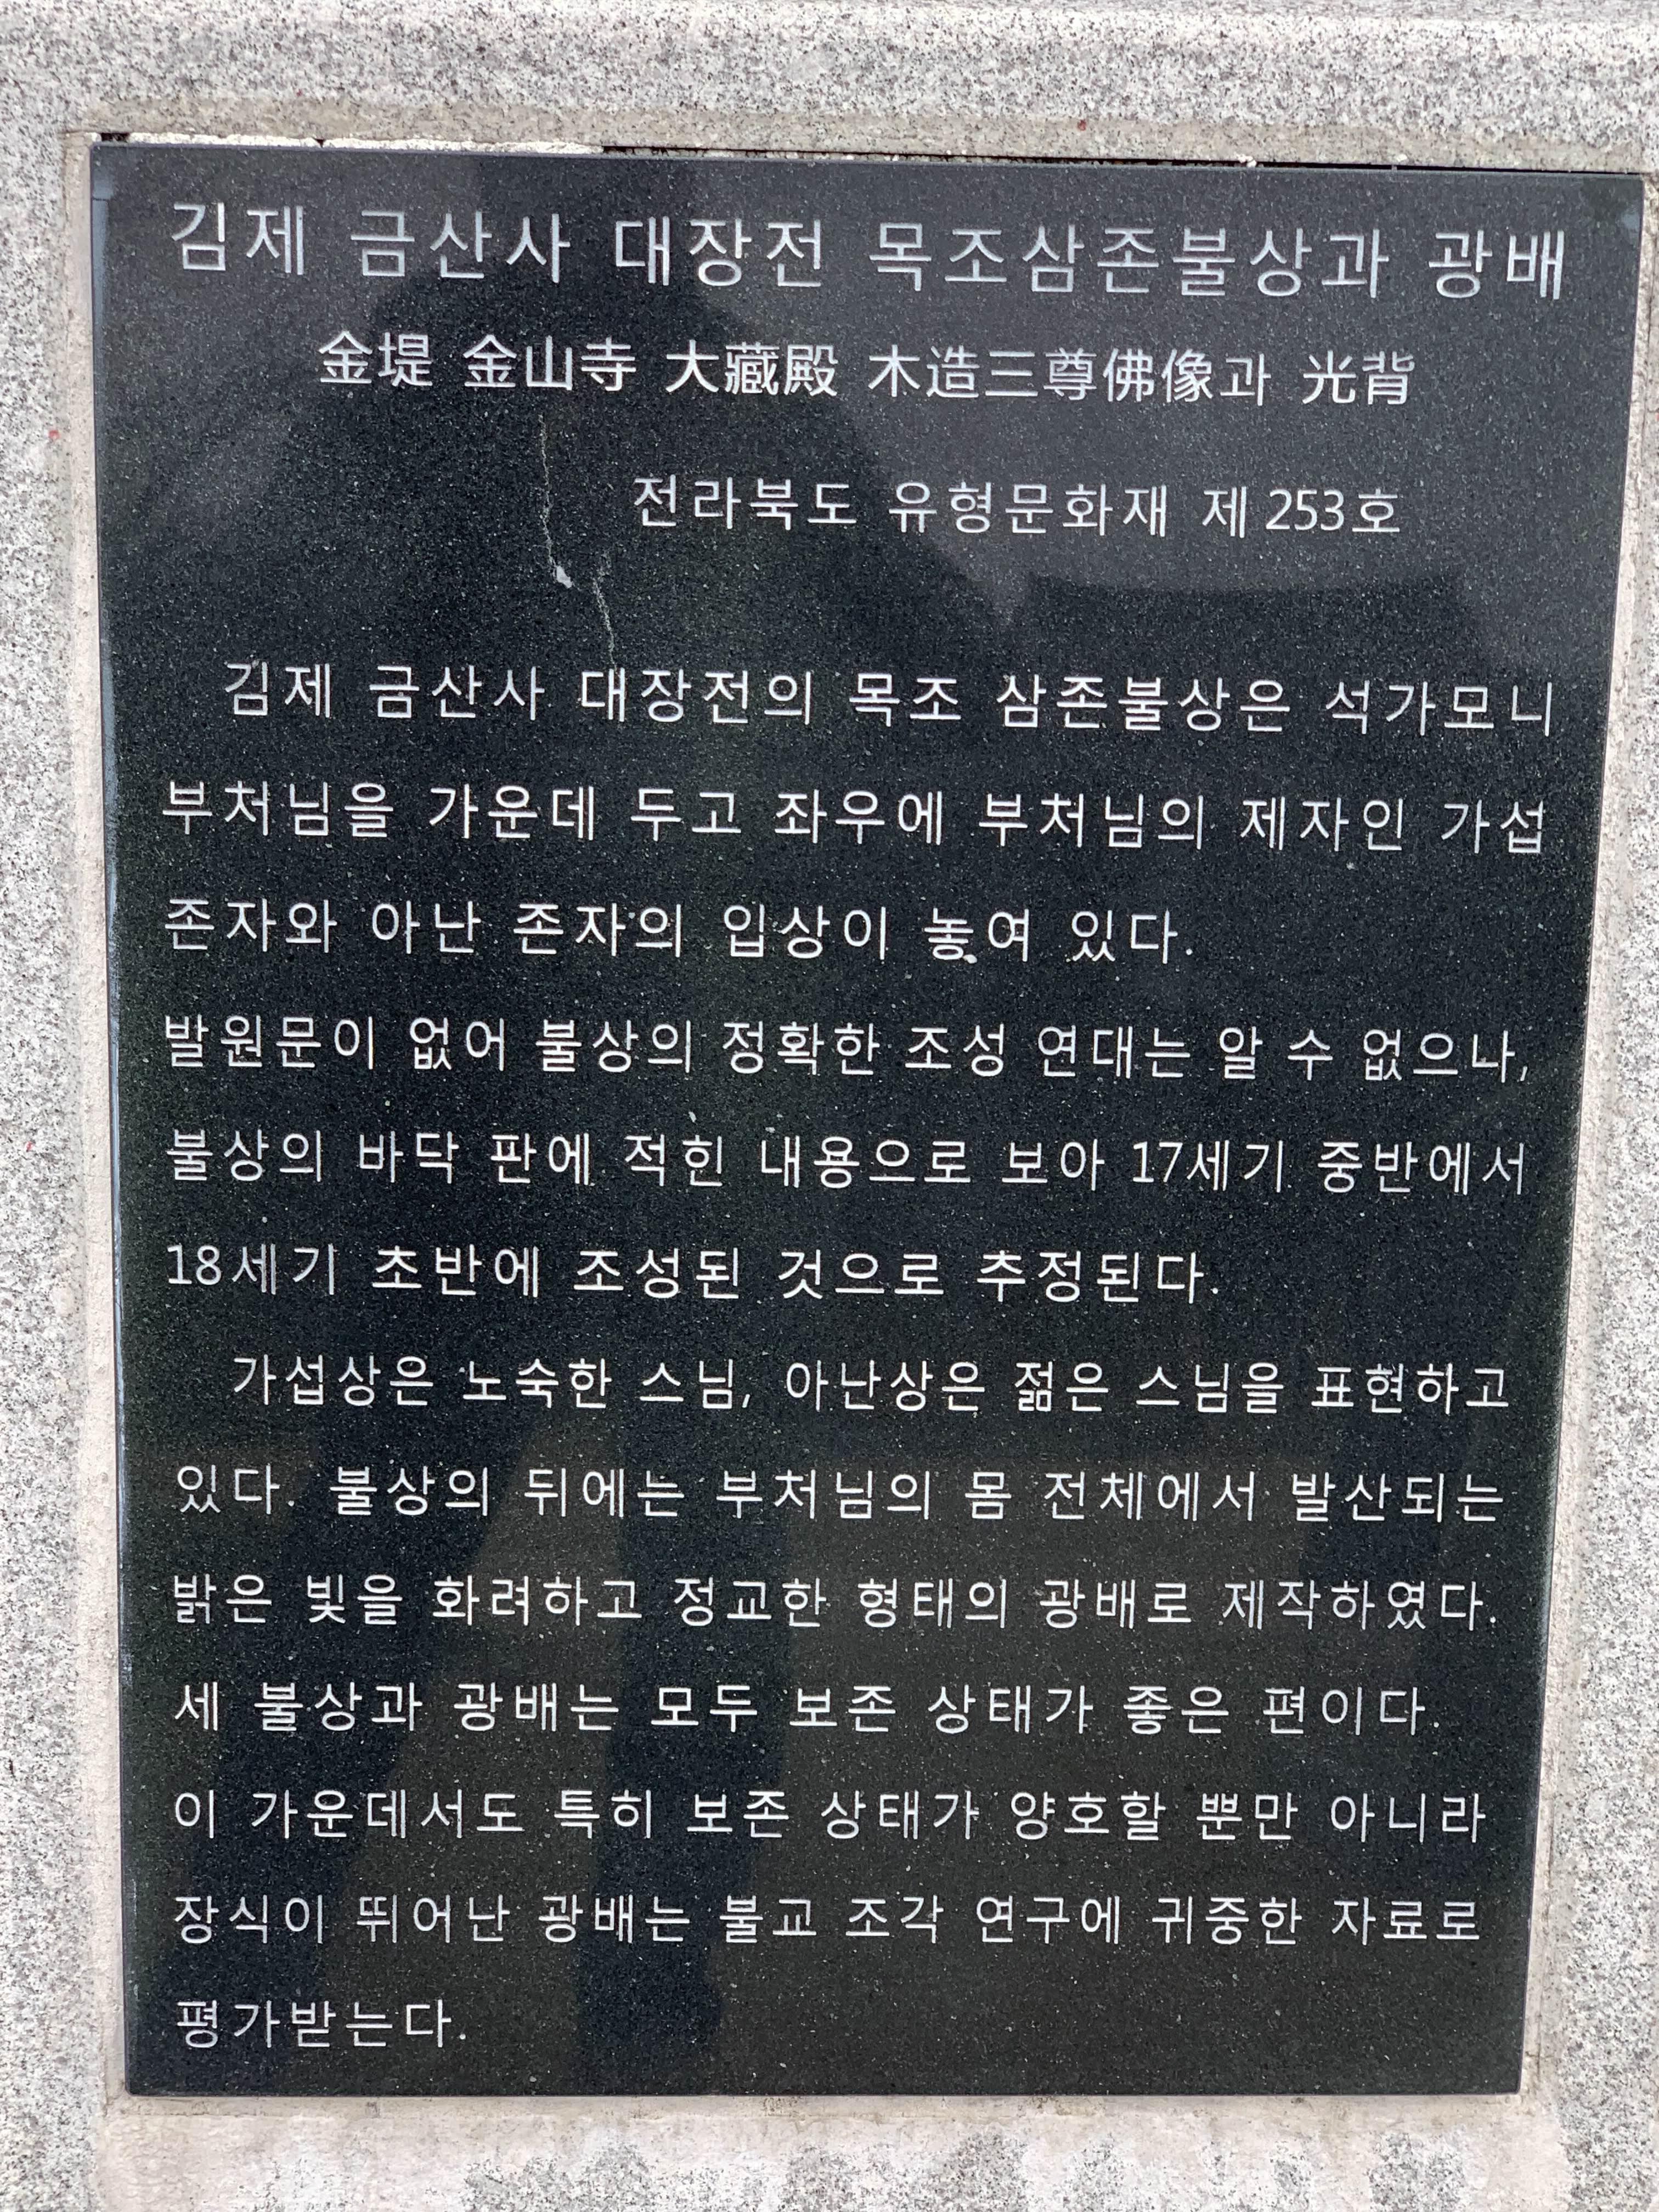 김제 금산사 대장전 목조삼존불상과 광배
金堤 金山寺 大藏殿 木造三尊佛像과 光背
전라북도 유형문화재 제253호
김제 금산사 대장전의 목조 삼존불상은 석가모니
부처님을 가운데 두고 좌우에 부처님의 제자인 가섭
존자와 아난 존자의 입상이 놓여 있다.
발원문이 없어 불상의 정확한 조성 연대는 알 수 없으나,
불상의 바닥 판에 적힌 내용으로 보아 17세기 중반에서
18세기 초반에 조성된 것으로 추정된다.
가섭상은 노숙한 스님, 아난상은 젊은 스님을 표현하고
있다. 불상의 뒤에는 부처님의 몸 전체에서 발산되는
밝은 빛을 화려하고 정교한 형태의 광배로 제작하였다.
세 불상과 광배는 모두 보존 상태가 좋은 편이다.
이 가운데서도 특히 보존 상태가 양호할 뿐만 아니라
장식이 뛰어난 광배는 불교 조각 연구에 귀중한 자료로
평가받는다.